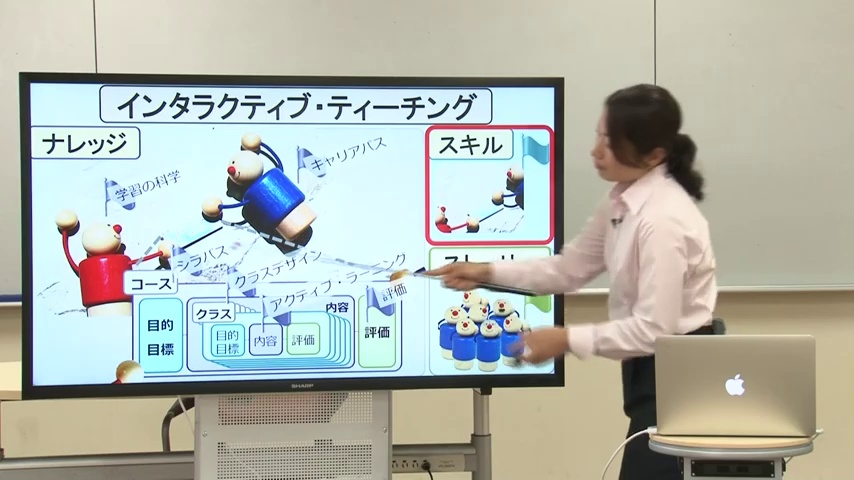 インタラクティブ・ティーチング
ナレッジ
スキル
キャリアパス
学習の科学
シラバス
クラスデザイン
アクティブ・ラーニング
評価
コース
目的
目標
クラス
内容
目的
目標
内容
評価
評価
SHARP